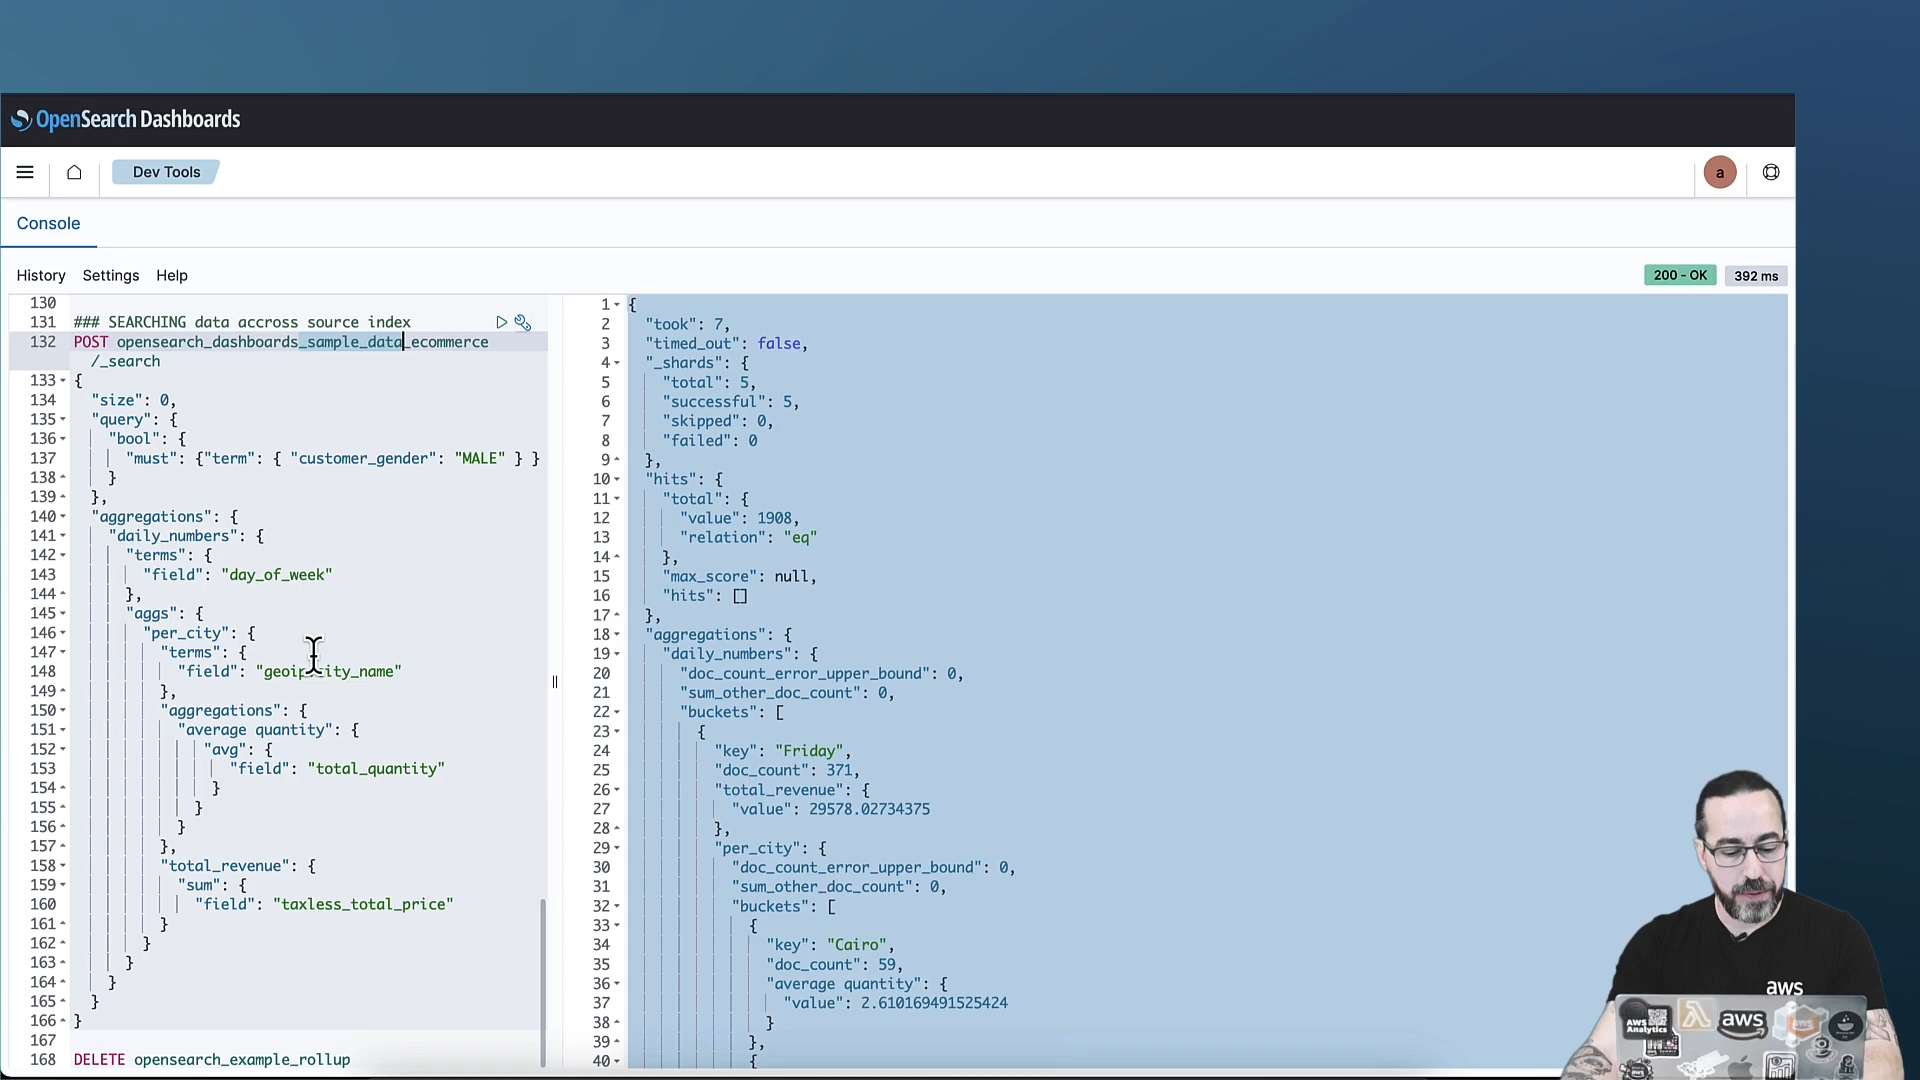 OpenSearch Dashboards
Dev Tools
a
Console
History Settings Help
200 - OK 392 ms
130
131 ### SEARCHING data accross source index
132 POST opensearch_dashboards_sample_data_ecommerce
/_search
133 {
134 "size": 0,
135 "query": {
136 "bool": {
137 "must": {"term": { "customer_gender": "MALE" } }
138 }
139 },
140 "aggregations": {
141 "daily_numbers": {
142 "terms": {
143 "field": "day_of_week"
144 },
145 "aggs": {
146 "per_city": {
147 "terms": {
148 "field": "geoip.city_name"
149 },
150 "aggregations": {
151 "average quantity": {
152 "avg": {
153 "field": "total_quantity"
154 }
155 }
156 }
157 },
158 "total_revenue": {
159 "sum": {
160 "field": "taxless_total_price"
161 }
162 }
163 }
164 }
165 }
166 }
167
168 DELETE opensearch_example_rollup
1 {
2 "took": 7,
3 "timed_out": false,
4 "_shards": {
5 "total": 5,
6 "successful": 5,
7 "skipped": 0,
8 "failed": 0
9 },
10 "hits": {
11 "total": {
12 "value": 1908,
13 "relation": "eq"
14 },
15 "max_score": null,
16 "hits": []
17 },
18 "aggregations": {
19 "daily_numbers": {
20 "doc_count_error_upper_bound": 0,
21 "sum_other_doc_count": 0,
22 "buckets": [
23 {
24 "key": "Friday",
25 "doc_count": 371,
26 "total_revenue": {
27 "value": 29578.02734375
28 },
29 "per_city": {
30 "doc_count_error_upper_bound": 0,
31 "sum_other_doc_count": 0,
32 "buckets": [
33 {
34 "key": "Cairo",
35 "doc_count": 59,
36 "average quantity": {
37 "value": 2.610169491525424
38 }
39 },
40 {
aws
AWS
Analytics
aws